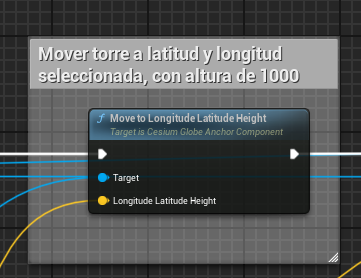 Mover torre a latitud y longitud
seleccionada, con altura de 1000
Move to Longitude Latitude Height
Target is Cesium Globe Anchor Component
Target
Longitude Latitude Height